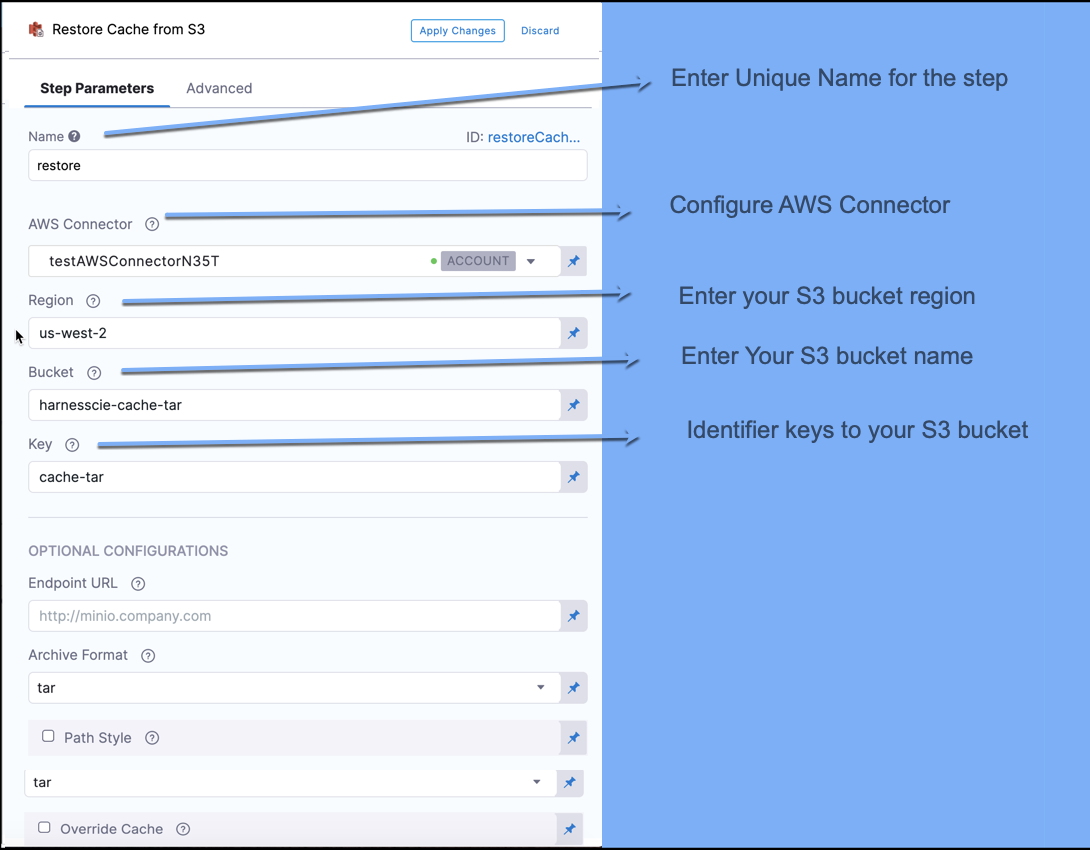 Restore Cache from S3
Apply Changes
Discard
Step Parameters
Advanced
Enter Unique Name for the step
Name
ID: restoreCach...
restore
AWS Connector
Configure AWS Connector
testAWSConnectorN35T
ACCOUNT
Region
Enter your S3 bucket region
us-west-2
Bucket
Enter Your S3 bucket name
harnesscie-cache-tar
Key
Identifier keys to your S3 bucket
cache-tar
OPTIONAL CONFIGURATIONS
Endpoint URL
http://minio.company.com
Archive Format
tar
Path Style
tar
Override Cache